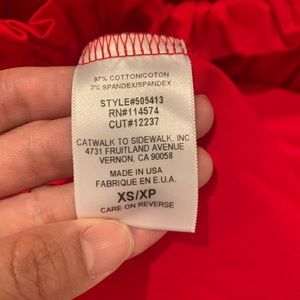 97% COTTON/COTON
3% SPANDEX/SPANDEX
STYLE#505413
RN#114574
CUT#12237
CATWALK TO SIDEWALK, INC
4731 FRUITLAND AVENUE
VERNON, CA 90058
MADE IN USA
FABRIQUE EN E.U.A.
XS/XP
CARE ON REVERSE